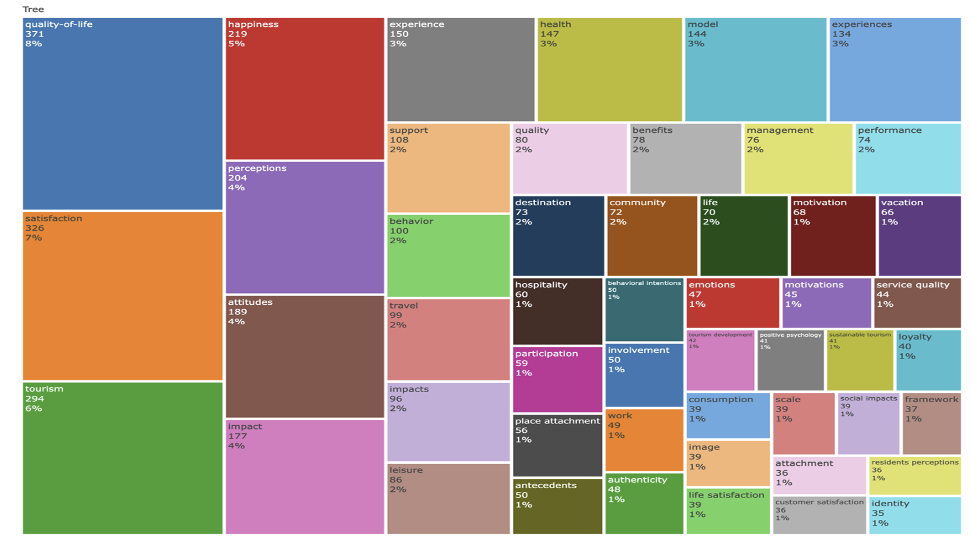 Tree
quality-of-life
371
8%
satisfaction
326
7%
tourism
294
6%
happiness
219
5%
perceptions
204
4%
attitudes
189
4%
impact
177
4%
experience
150
3%
health
147
3%
model
144
3%
experiences
134
3%
support
108
2%
behavior
100
2%
travel
99
2%
impacts
96
2%
leisure
86
2%
quality
80
2%
benefits
78
2%
management
76
2%
performance
74
2%
destination
73
2%
community
72
2%
life
70
2%
motivation
68
1%
vacation
66
1%
hospitality
60
1%
participation
59
1%
place attachment
56
1%
antecedents
50
1%
behavioral intentions
50
1%
involvement
50
1%
work
49
1%
authenticity
48
1%
emotions
47
1%
motivations
45
1%
service quality
44
1%
tourism development
42
1%
positive psychology
41
1%
sustainable tourism
41
1%
loyalty
40
1%
consumption
39
1%
image
39
1%
life satisfaction
39
1%
scale
39
1%
social impacts
39
1%
framework
37
1%
attachment
36
1%
customer satisfaction
36
1%
residents perceptions
36
1%
identity
35
1%